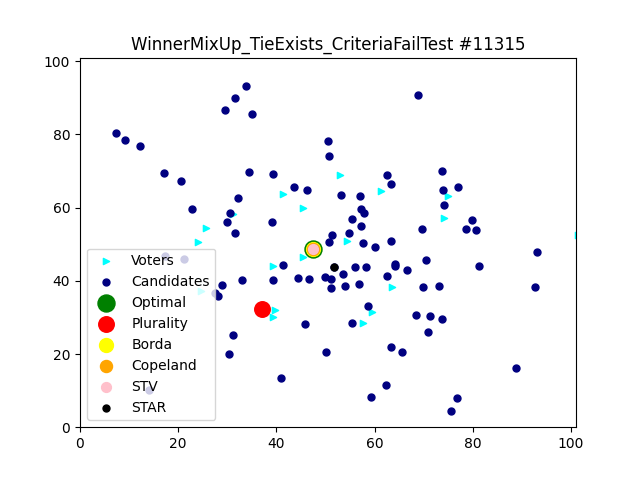 WinnerMixUp_TieExists_CriteriaFailTest #11315
100
80
60
40
20
0
Voters
Candidates
Optimal
Plurality
Borda
Copeland
STV
STAR
0 20 40 60 80 100